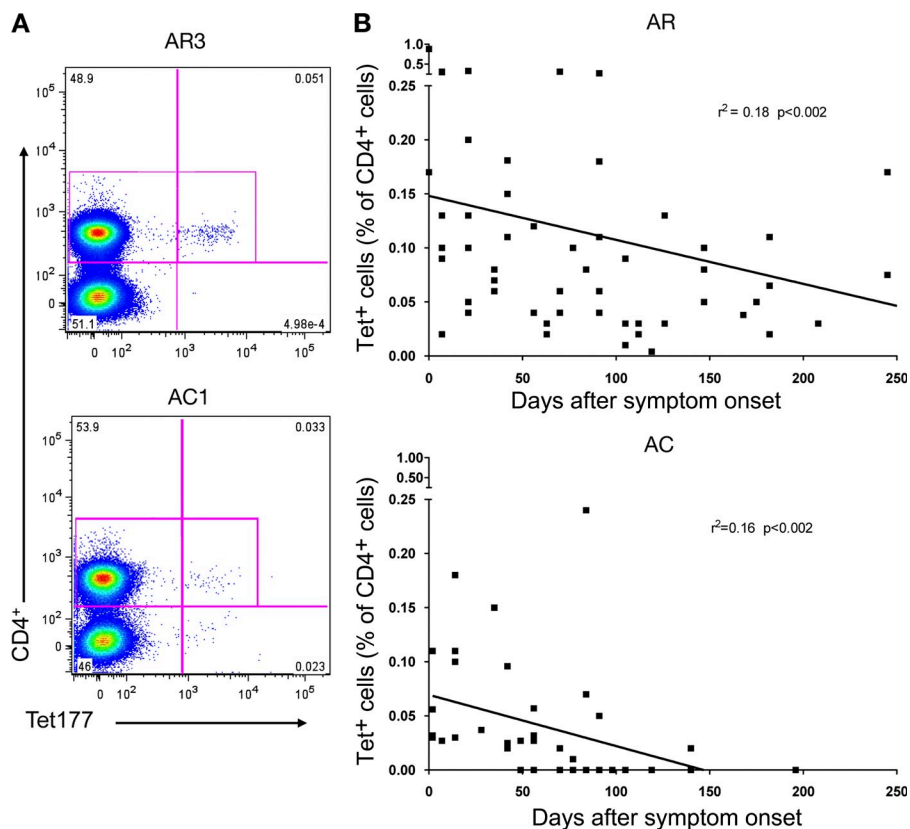 A
AR3
48.9 0.051
10⁵
10⁴
10³
10²
0
51.1 4.98e-4
0 10² 10³ 10⁴ 10⁵
AC1
53.9 0.033
10⁵
10⁴
10³
10²
0
46 0.023
0 10² 10³ 10⁴ 10⁵
CD4⁺
Tet177
B
AR
Tet⁺ cells (% of CD4⁺ cells)
1.0
0.5
0.25
0.20
0.15
0.10
0.05
0.00
r² = 0.18 p<0.002
0 50 100 150 200 250
Days after symptom onset
AC
Tet⁺ cells (% of CD4⁺ cells)
1.00
0.50
0.25
0.20
0.15
0.10
0.05
0.00
r²=0.16 p<0.002
0 50 100 150 200 250
Days after symptom onset